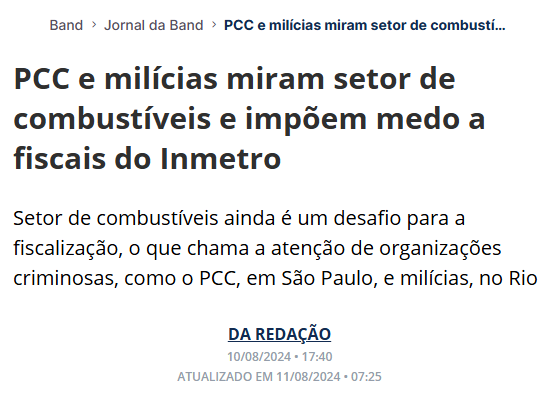 Band > Jornal da Band > PCC e milícias miram setor de combustí...
PCC e milícias miram setor de
combustíveis e impõem medo a
fiscais do Inmetro
Setor de combustíveis ainda é um desafio para a
fiscalização, o que chama a atenção de organizações
criminosas, como o PCC, em São Paulo, e milícias, no Rio
DA REDAÇÃO
10/08/2024 • 17:40
ATUALIZADO EM 11/08/2024 • 07:25